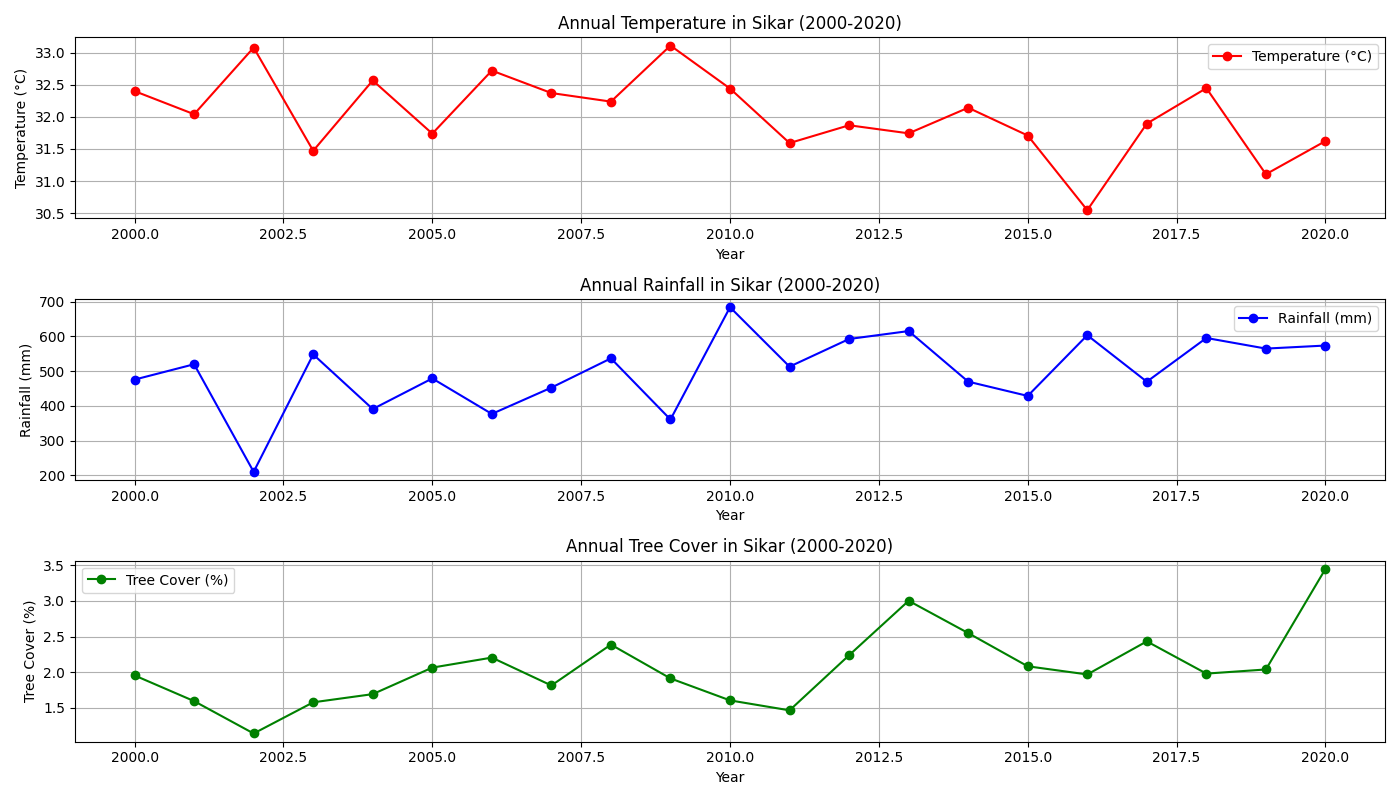 Annual Temperature in Sikar (2000-2020)
33.0
32.5
32.0
31.5
31.0
30.5
Temperature (°C)
Temperature (°C)
2000.0 2002.5 2005.0 2007.5 2010.0 2012.5 2015.0 2017.5 2020.0
Year
Annual Rainfall in Sikar (2000-2020)
700
600
500
400
300
200
Rainfall (mm)
Rainfall (mm)
2000.0 2002.5 2005.0 2007.5 2010.0 2012.5 2015.0 2017.5 2020.0
Year
Annual Tree Cover in Sikar (2000-2020)
3.5
3.0
2.5
2.0
1.5
Tree Cover (%)
Tree Cover (%)
2000.0 2002.5 2005.0 2007.5 2010.0 2012.5 2015.0 2017.5 2020.0
Year